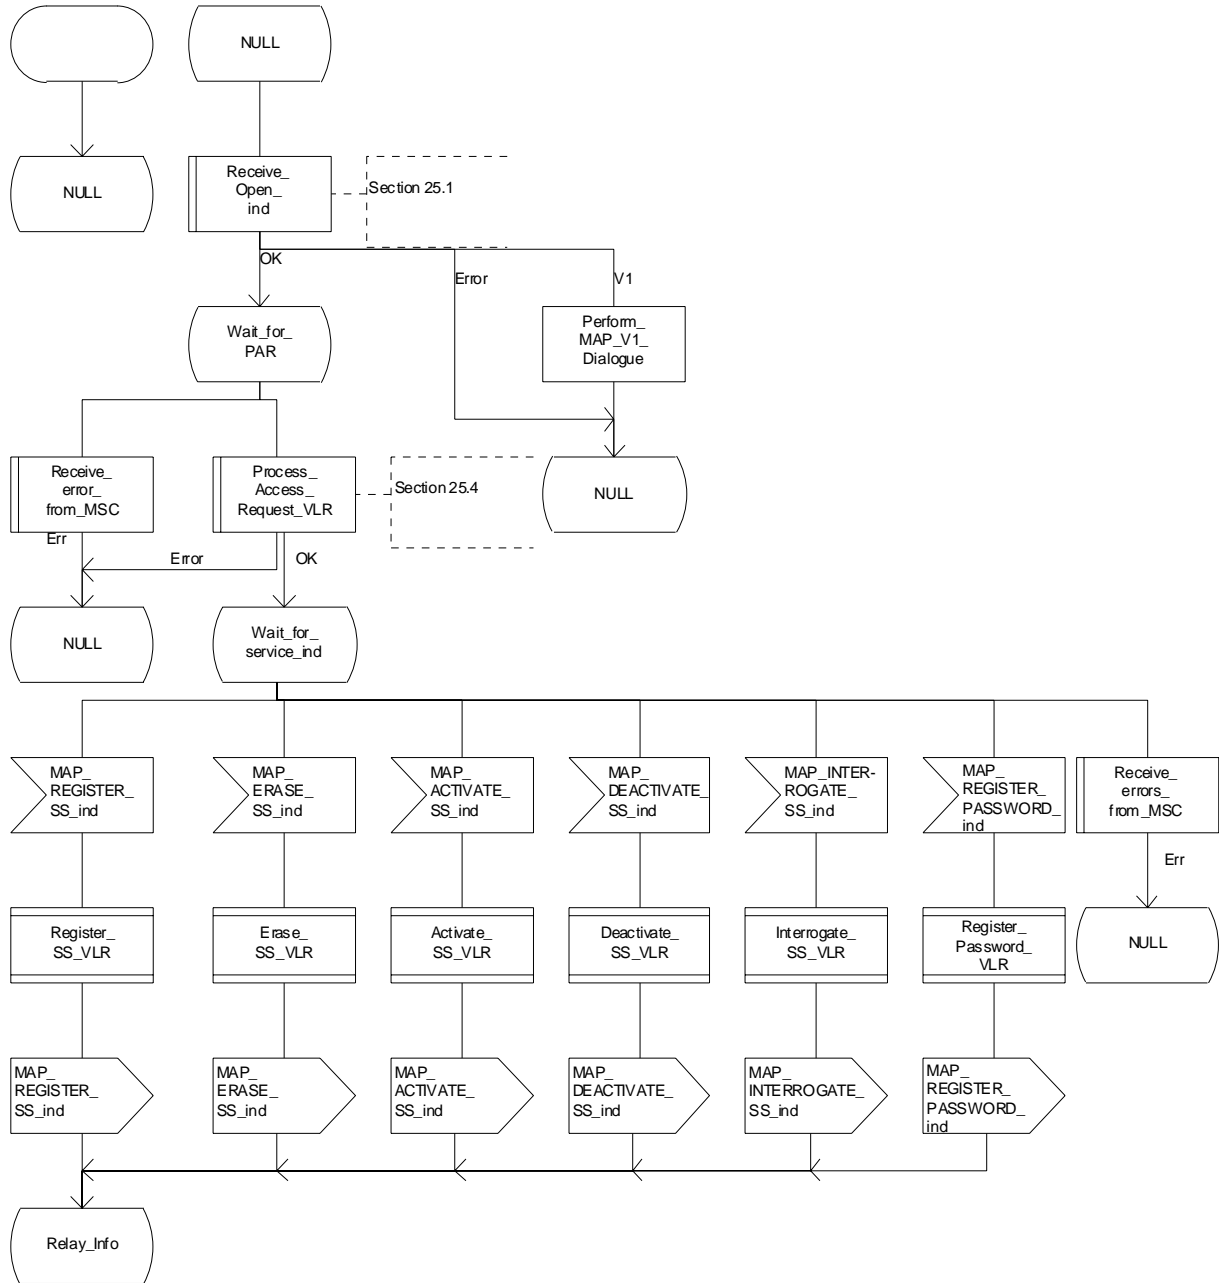 NULL
NULL
Receive_
Open_
ind
Section 25.1
OK
Error
V1
Wait_for_
PAR
Perform_
MAP_V1_
Dialogue
Receive_
error_
from_MSC
Process_
Access_
Request_VLR
Section 25.4
NULL
Err
Error
OK
NULL
Wait_for_
service_ind
MAP_
REGISTER_
SS_ind
MAP_
ERASE_
SS_ind
MAP_
ACTIVATE_
SS_ind
MAP_
DEACTIVATE_
SS_ind
MAP_INTER-
ROGATE_
SS_ind
MAP_
REGISTER_
PASSWORD_
ind
Receive_
errors_
from_MSC
Err
Register_
SS_VLR
Erase_
SS_VLR
Activate_
SS_VLR
Deactivate_
SS_VLR
Interrogate_
SS_VLR
Register_
Password_
VLR
NULL
MAP_
REGISTER_
SS_ind
MAP_
ERASE_
SS_ind
MAP_
ACTIVATE_
SS_ind
MAP_
DEACTIVATE_
SS_ind
MAP_
INTERROGATE_
SS_ind
MAP_
REGISTER_
PASSWORD_
ind
Relay_Info